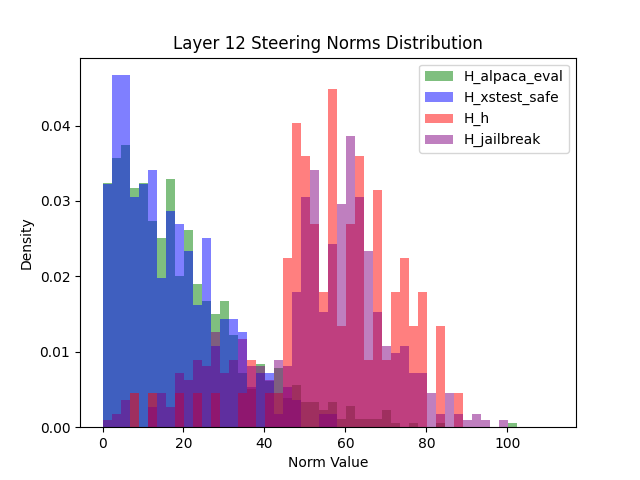 Layer 12 Steering Norms Distribution
H_alpaca_eval
H_xstest_safe
H_h
H_jailbreak
Density
0.04
0.03
0.02
0.01
0.00
0
20
40
60
80
100
Norm Value